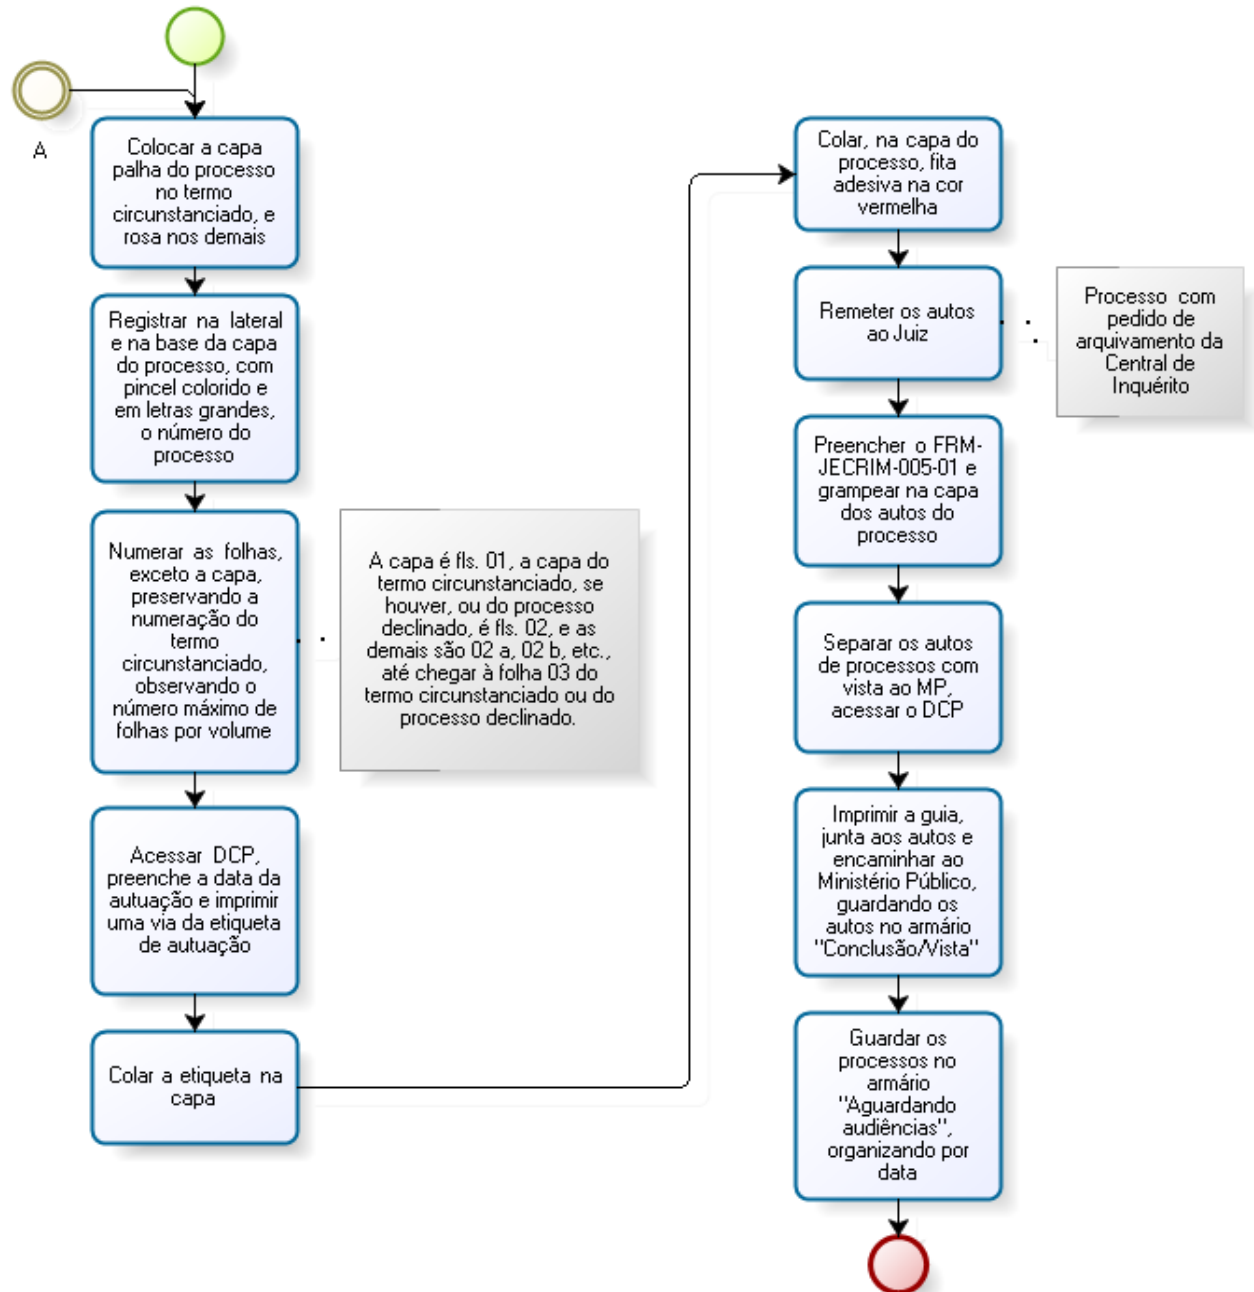 A
Colocar a capa
palha do processo
no termo
circunstanciado, e
rosa nos demais
Registrar na lateral
e na base da capa
do processo, com
pincel colorido e
em letras grandes,
o número do
processo
Numerar as folhas,
exceto a capa,
preservando a
numeração do
termo
circunstanciado,
observando o
número máximo de
folhas por volume
A capa é fls. 01, a capa do
termo circunstanciado, se
houver, ou do processo
declinado, é fls. 02, e as
demais são 02 a, 02 b, etc.,
até chegar à folha 03 do
termo circunstanciado ou do
processo declinado.
Acessar DCP,
preenche a data da
autuação e imprimir
uma via da etiqueta
de autuação
Colar a etiqueta na
capa
Colar, na capa do
processo, fita
adesiva na cor
vermelha
Remeter os autos
ao Juiz
Processo com
pedido de
arquivamento da
Central de
Inquérito
Preencher o FRM-
JECRIM-005-01 e
grampear na capa
dos autos do
processo
Separar os autos
de processos com
vista ao MP,
acessar o DCP
Imprimir a guia,
junta aos autos e
encaminhar ao
Ministério Público,
guardando os
autos no armário
"Conclusão/Vista"
Guardar os
processos no
armário
"Aguardando
audiências",
organizando por
data